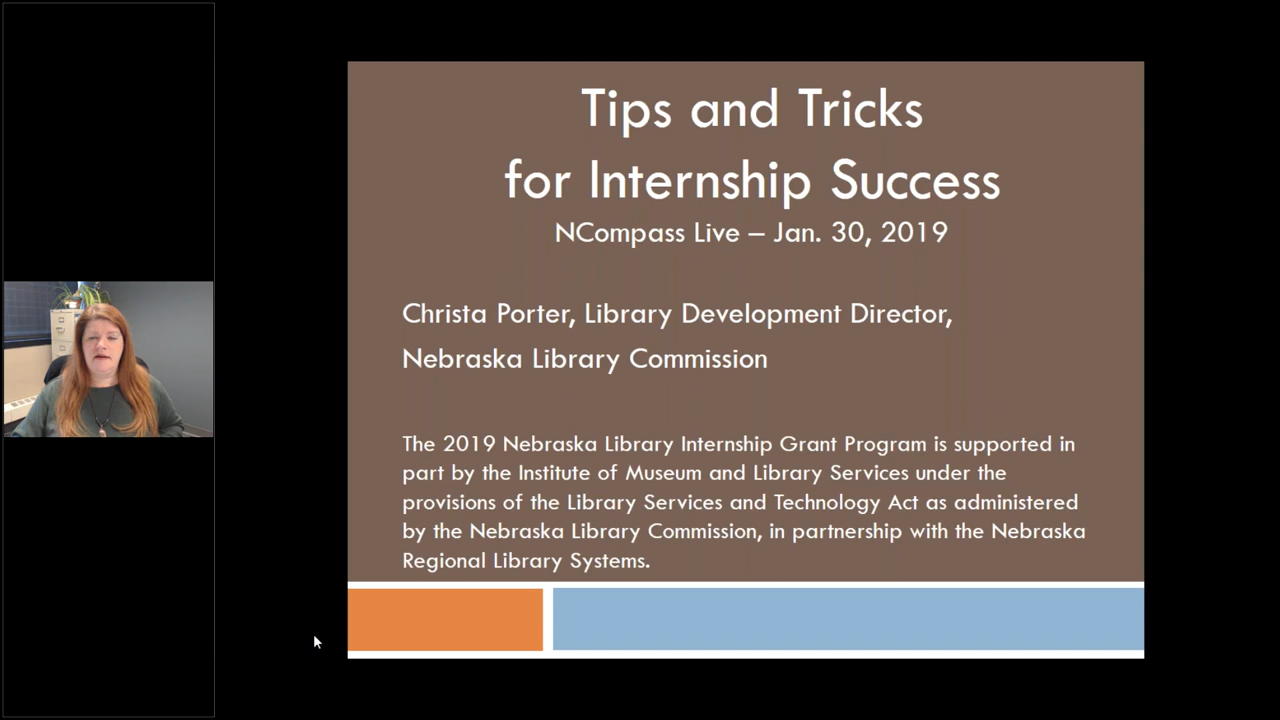 Tips and Tricks
for Internship Success
NCompass Live – Jan. 30, 2019
Christa Porter, Library Development Director,
Nebraska Library Commission
The 2019 Nebraska Library Internship Grant Program is supported in
part by the Institute of Museum and Library Services under the
provisions of the Library Services and Technology Act as administered
by the Nebraska Library Commission, in partnership with the Nebraska
Regional Library Systems.